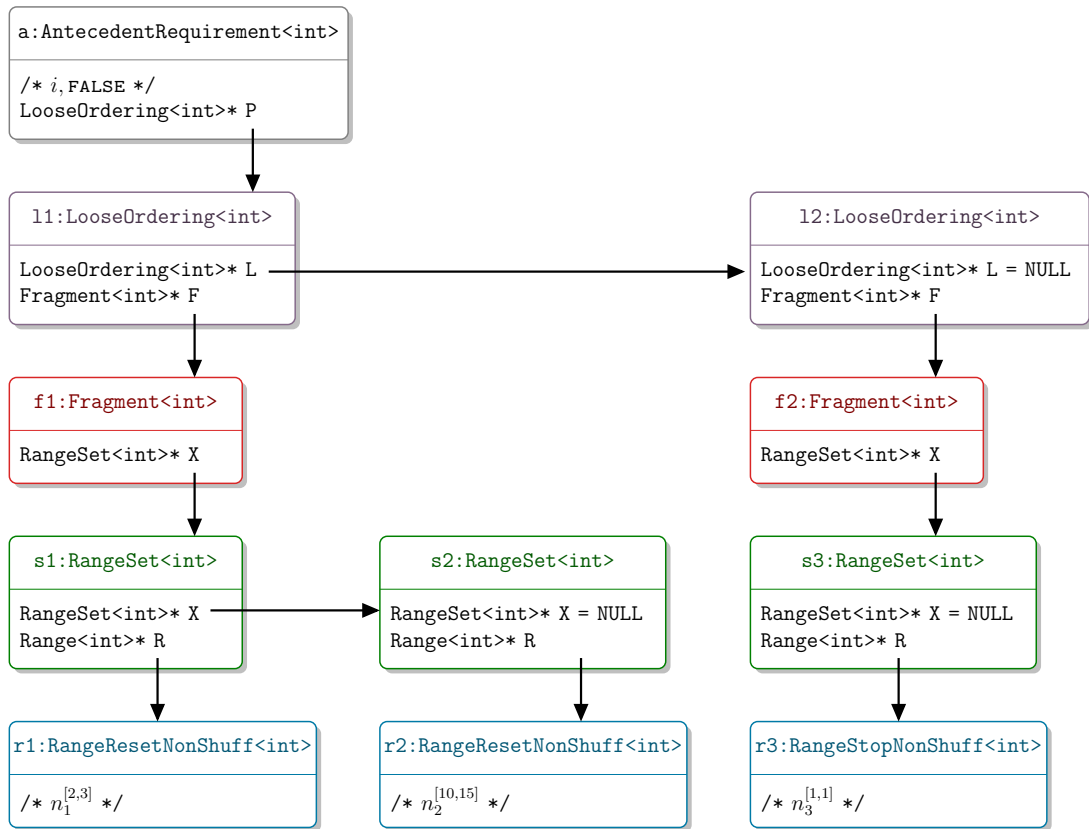 a:AntecedentRequirement<int>
/* i, FALSE */
LooseOrdering<int>* P
l1:LooseOrdering<int>
LooseOrdering<int>* L
Fragment<int>* F
l2:LooseOrdering<int>
LooseOrdering<int>* L = NULL
Fragment<int>* F
f1:Fragment<int>
RangeSet<int>* X
f2:Fragment<int>
RangeSet<int>* X
s1:RangeSet<int>
RangeSet<int>* X
Range<int>* R
s2:RangeSet<int>
RangeSet<int>* X = NULL
Range<int>* R
s3:RangeSet<int>
RangeSet<int>* X = NULL
Range<int>* R
r1:RangeResetNonShuff<int>
/* n_1^{[2,3]} */
r2:RangeResetNonShuff<int>
/* n_2^{[10,15]} */
r3:RangeStopNonShuff<int>
/* n_3^{[1,1]} */